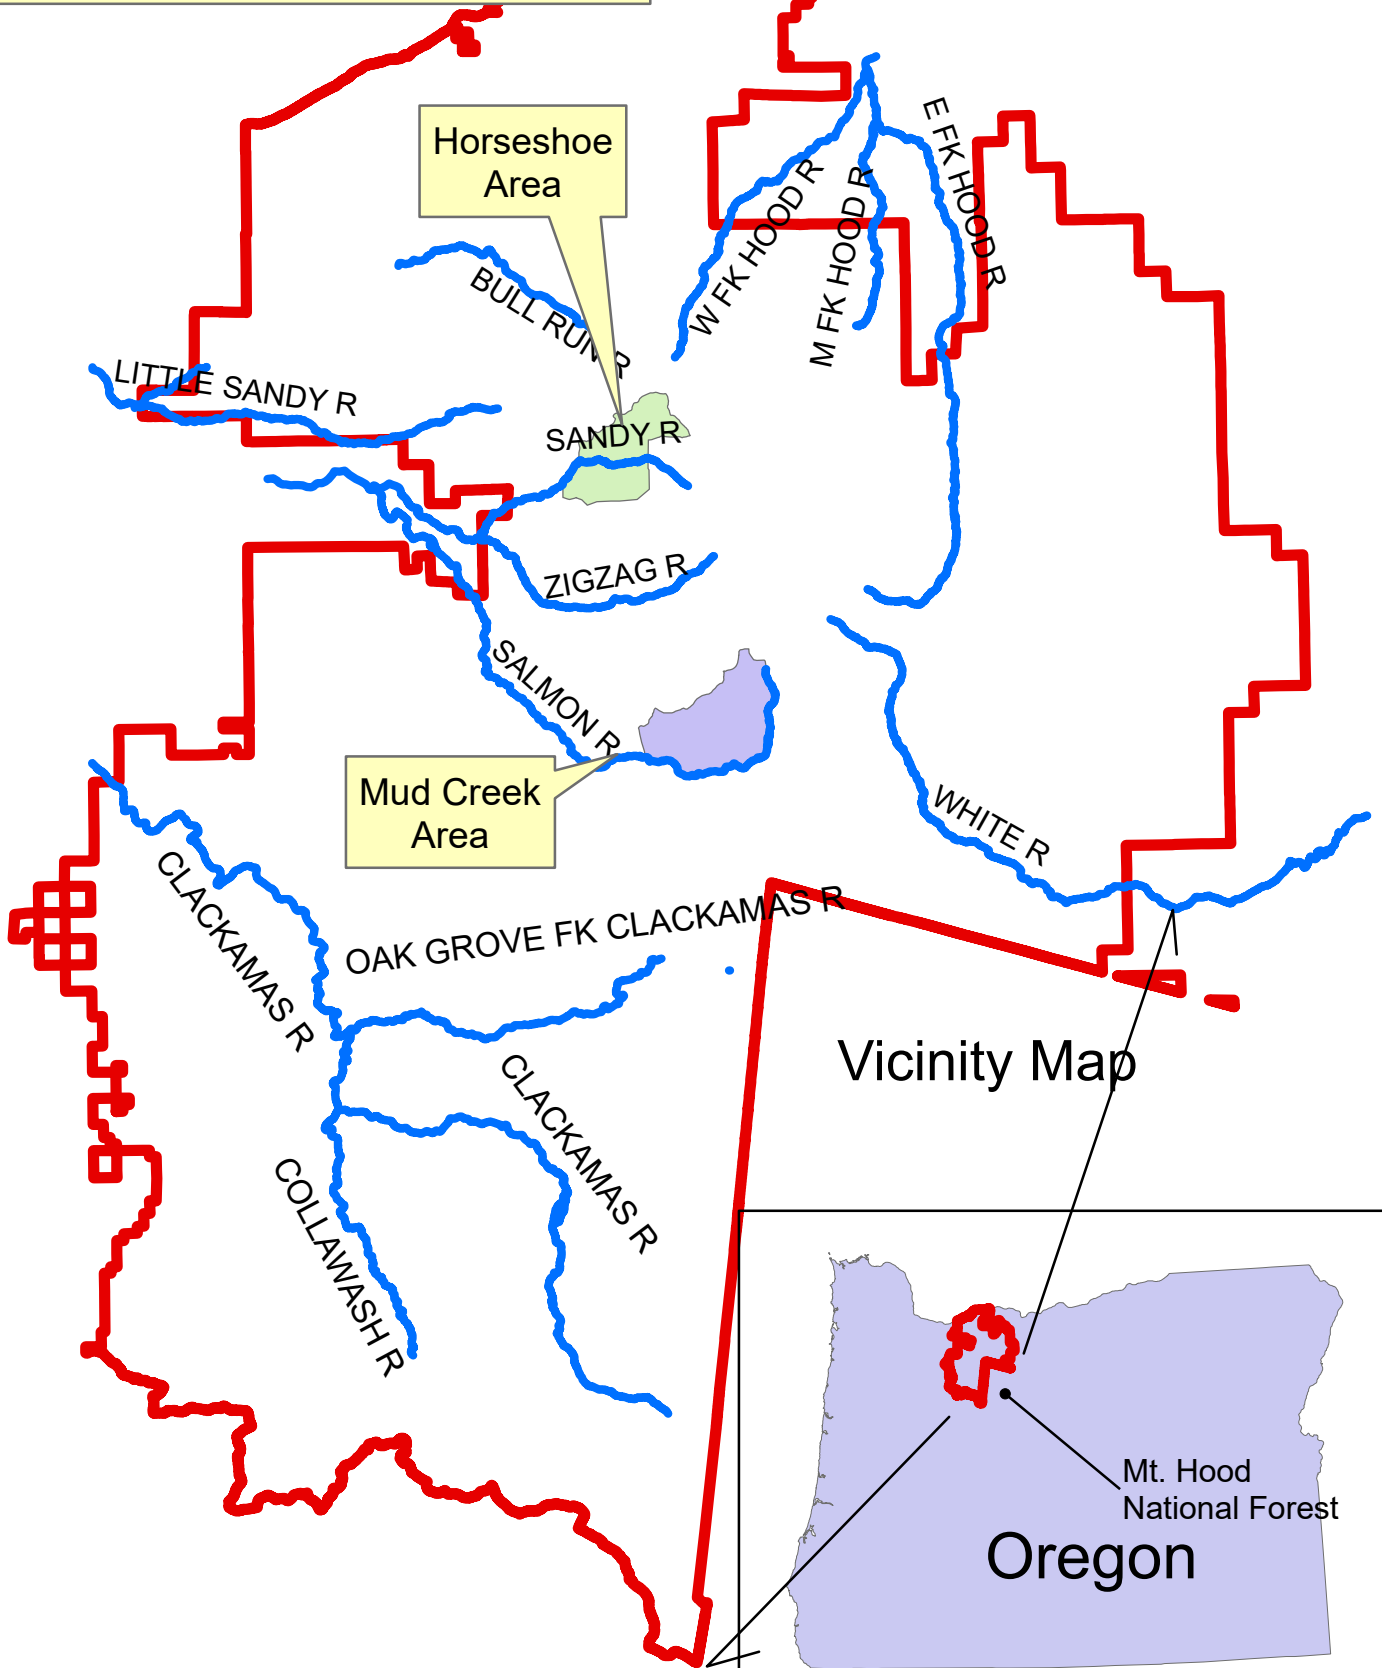 Horseshoe
Area
E FK HOOD R
W FK HOOD R
M FK HOOD R
BULL RUN R
LITTLE SANDY R
SANDY R
ZIGZAG R
SALMON R
Mud Creek
Area
WHITE R
CLACKAMAS R
OAK GROVE FK CLACKAMAS R
Vicinity Map
CLACKAMAS R
COLLAWASH R
Mt. Hood
National Forest
Oregon